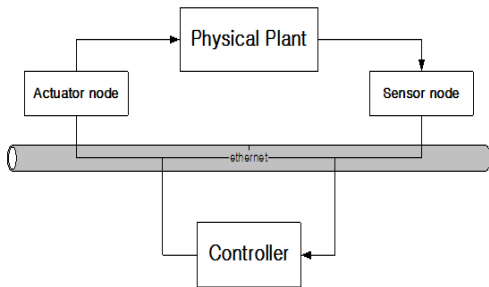 Physical Plant
Actuator node
Sensor node
ethernet
Controller